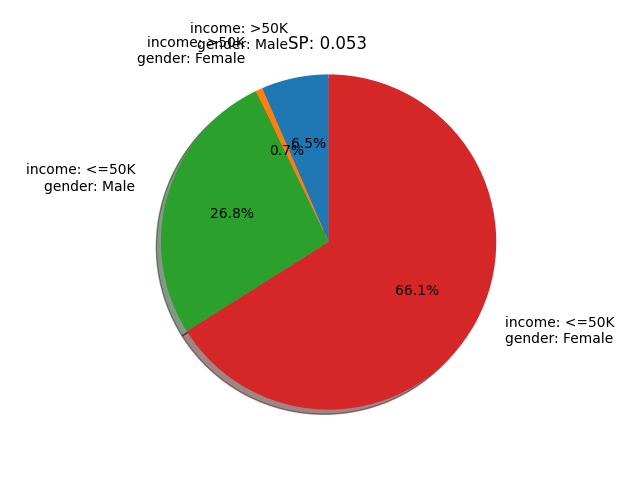 income: >50K
gender: Male
income: >50K
gender: Female
SP: 0.053
6.5%
0.7%
income: <=50K
gender: Male
26.8%
66.1%
income: <=50K
gender: Female